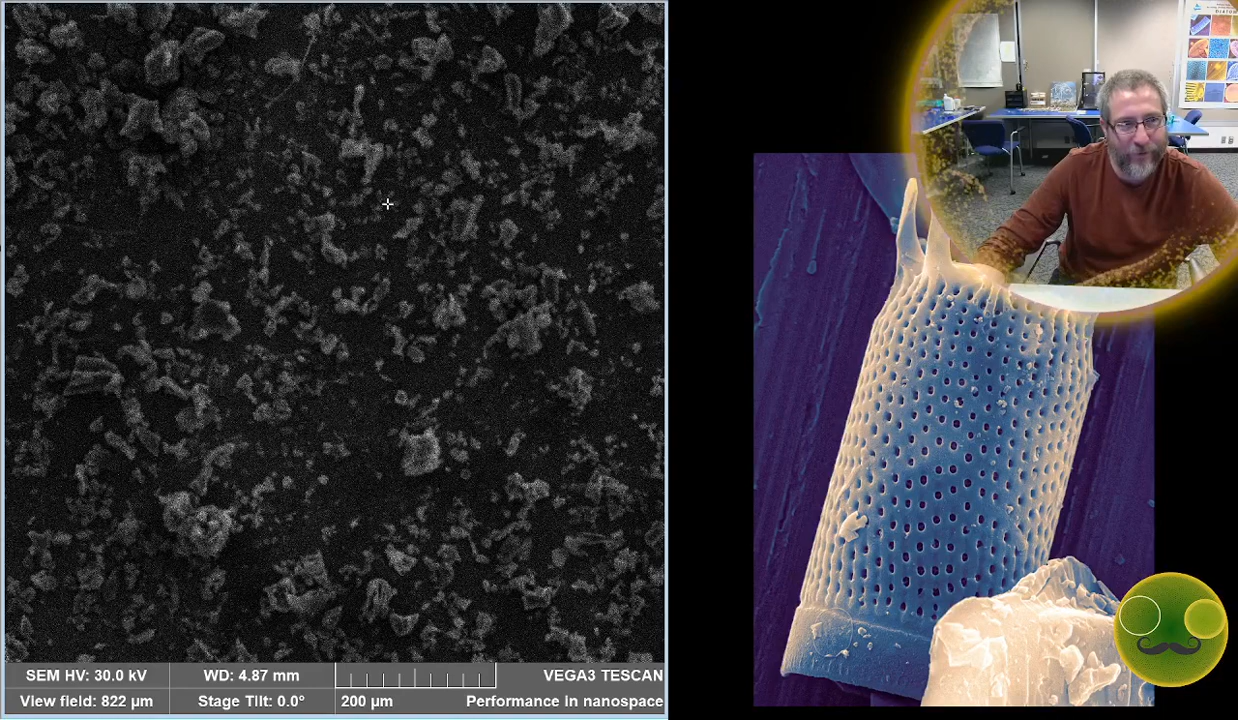 SEM HV: 30.0 kV
WD: 4.87 mm
VEGA3 TESCAN
View field: 822 µm
Stage Tilt: 0.0°
200 µm
Performance in nanospace